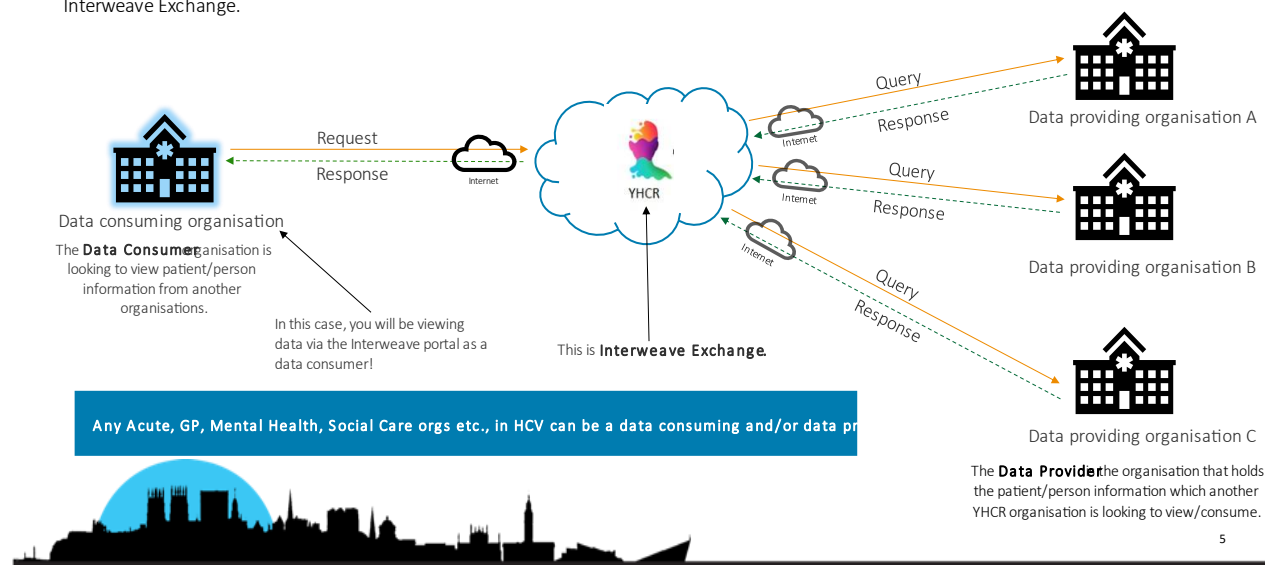 Interweave Exchange.
Query
Response
Data providing organisation A
Internet
Request
Response
Internet
YHCR
Query
Response
Internet
Data consuming organisation
The Data Consumer organisation is
looking to view patient/person
information from another
organisations.
Data providing organisation B
Internet
Query
Response
In this case, you will be viewing
data via the Interweave portal as a
data consumer!
This is Interweave Exchange.
Any Acute, GP, Mental Health, Social Care orgs etc., in HCV can be a data consuming and/or data pr
Data providing organisation C
The Data Provider is the organisation that holds
the patient/person information which another
YHCR organisation is looking to view/consume.
5